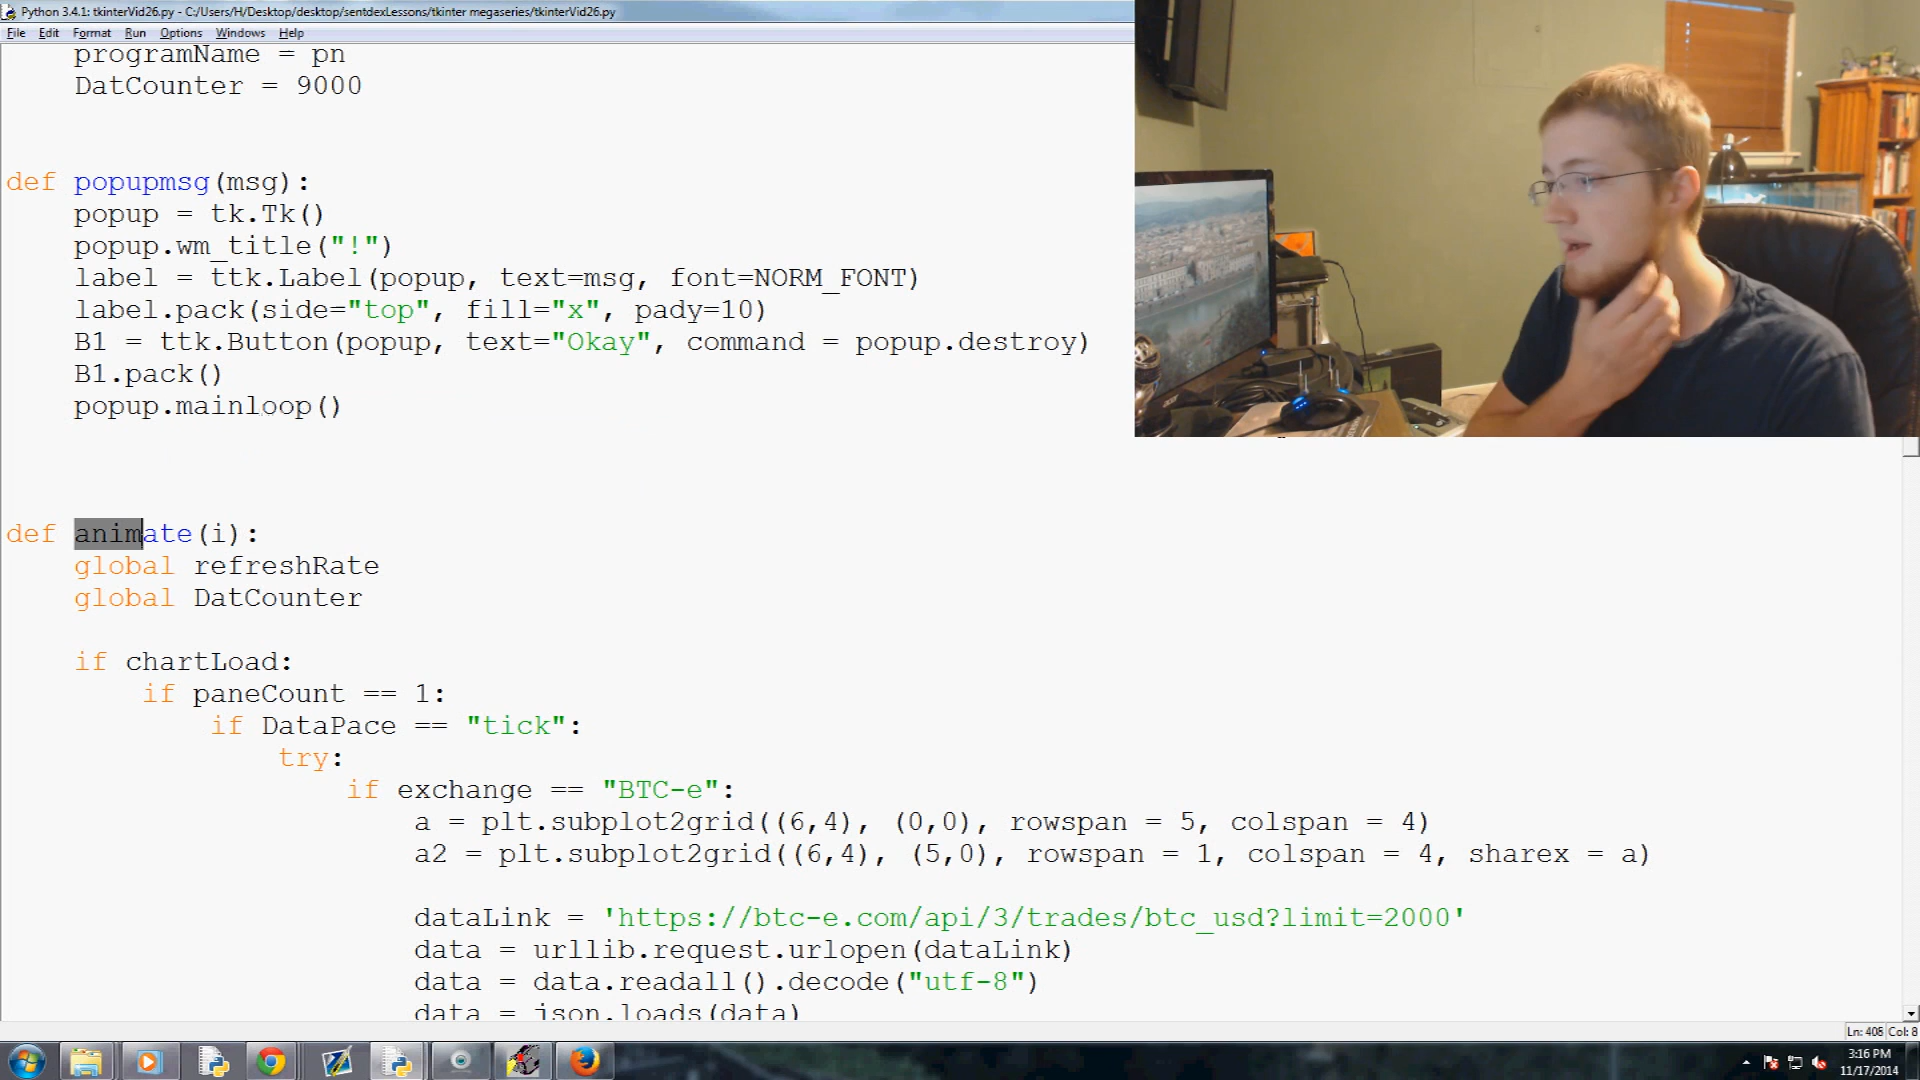 Python 3.4.1: tkinterVid26.py - C:/Users/H/Desktop/desktop/sentdexLessons/tkinter megaseries/tkinterVid26.py
File Edit Format Run Options Windows Help
programName = pn
DatCounter = 9000
def popupmsg(msg):
popup = tk.Tk()
popup.wm_title("!")
label = ttk.Label(popup, text=msg, font=NORM_FONT)
label.pack(side="top", fill="x", pady=10)
B1 = ttk.Button(popup, text="Okay", command = popup.destroy)
B1.pack()
popup.mainloop()
def animate(i):
global refreshRate
global DatCounter
if chartLoad:
if paneCount == 1:
if DataPace == "tick":
try:
if exchange == "BTC-e":
a = plt.subplot2grid((6,4), (0,0), rowspan = 5, colspan = 4)
a2 = plt.subplot2grid((6,4), (5,0), rowspan = 1, colspan = 4, sharex = a)
dataLink = 'https://btc-e.com/api/3/trades/btc_usd?limit=2000'
data = urllib.request.urlopen(dataLink)
data = data.readall().decode("utf-8")
data = json.loads(data)
Ln: 408 Col: 8
3:16 PM
11/17/2014